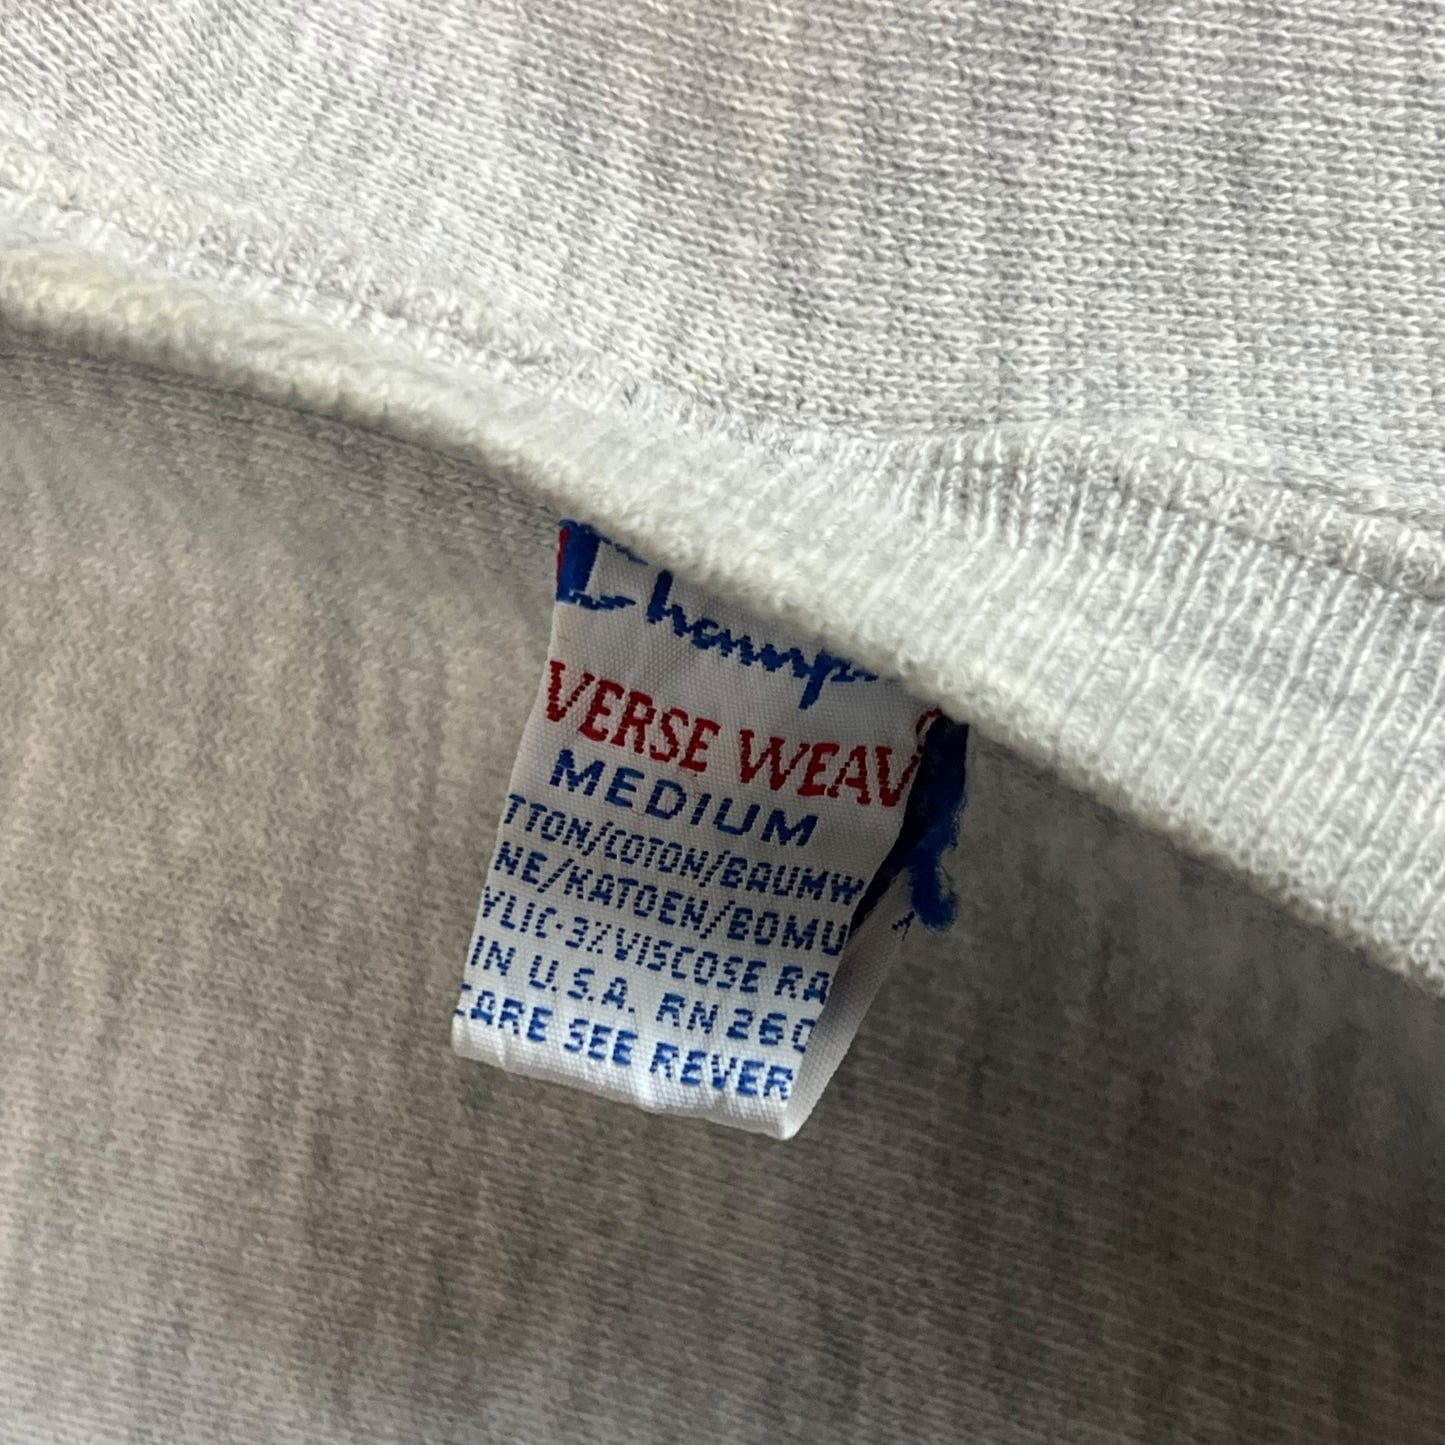 Champi
VERSE WEAV
MEDIUM
TTON/COTON/BAUMW
NE/KATOEN/BOMU
YLIC-3%VISCOSE RA
IN U.S.A. RN 260
CARE SEE REVER